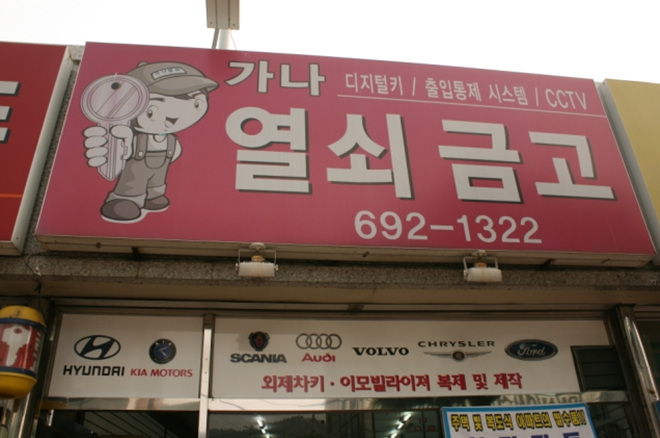 가나 디지털키 / 출입통제 시스템 / CCTV
열쇠 금고
692-1322
HYUNDAI KIA MOTORS SCANIA Audi VOLVO CHRYSLER Ford
외제차키 · 이모빌라이져 복제 및 제작